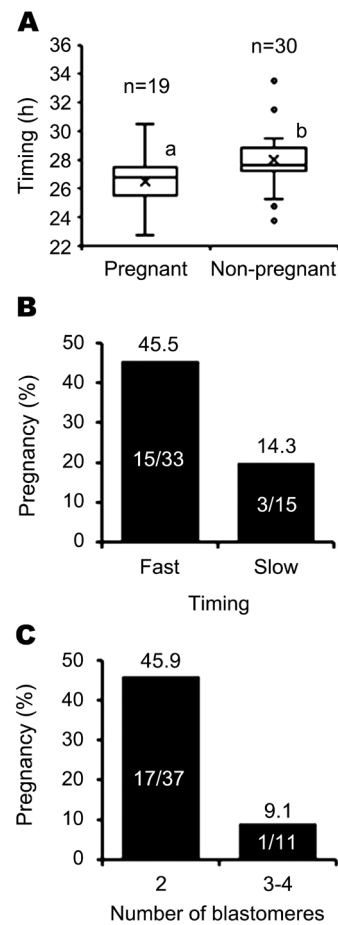 A
36
34
32
30
28
26
24
22
Timing (h)
n=19
n=30
a
b
Pregnant
Non-pregnant
B
50
40
30
20
10
0
Pregnancy (%)
45.5
14.3
15/33
3/15
Fast
Slow
Timing
C
50
40
30
20
10
0
Pregnancy (%)
45.9
9.1
17/37
1/11
2
3-4
Number of blastomeres